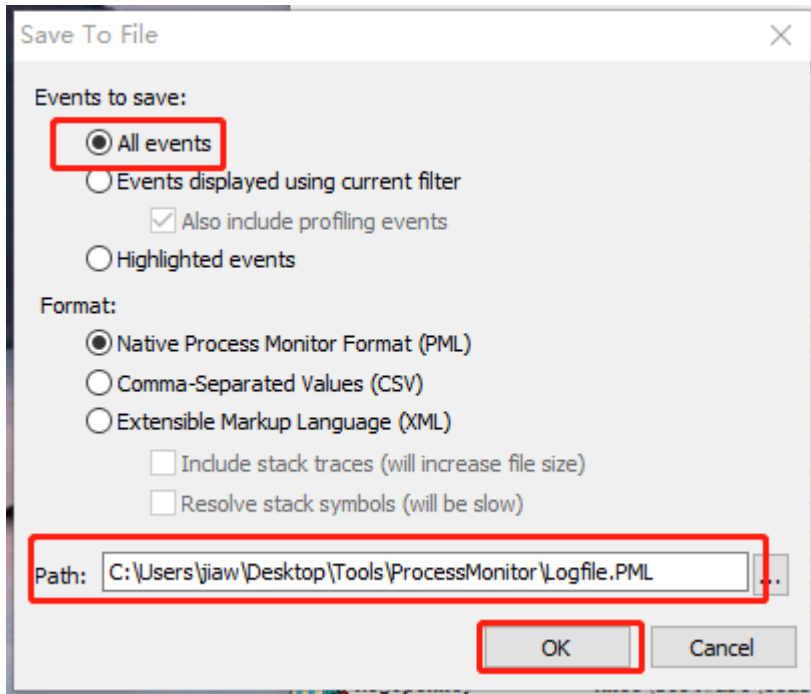 Save To File
Events to save:
All events
Events displayed using current filter
Also include profiling events
Highlighted events
Format:
Native Process Monitor Format (PML)
Comma-Separated Values (CSV)
Extensible Markup Language (XML)
Include stack traces (will increase file size)
Resolve stack symbols (will be slow)
Path: C:\Users\jiaw\Desktop\Tools\ProcessMonitor\Logfile.PML ...
OK Cancel